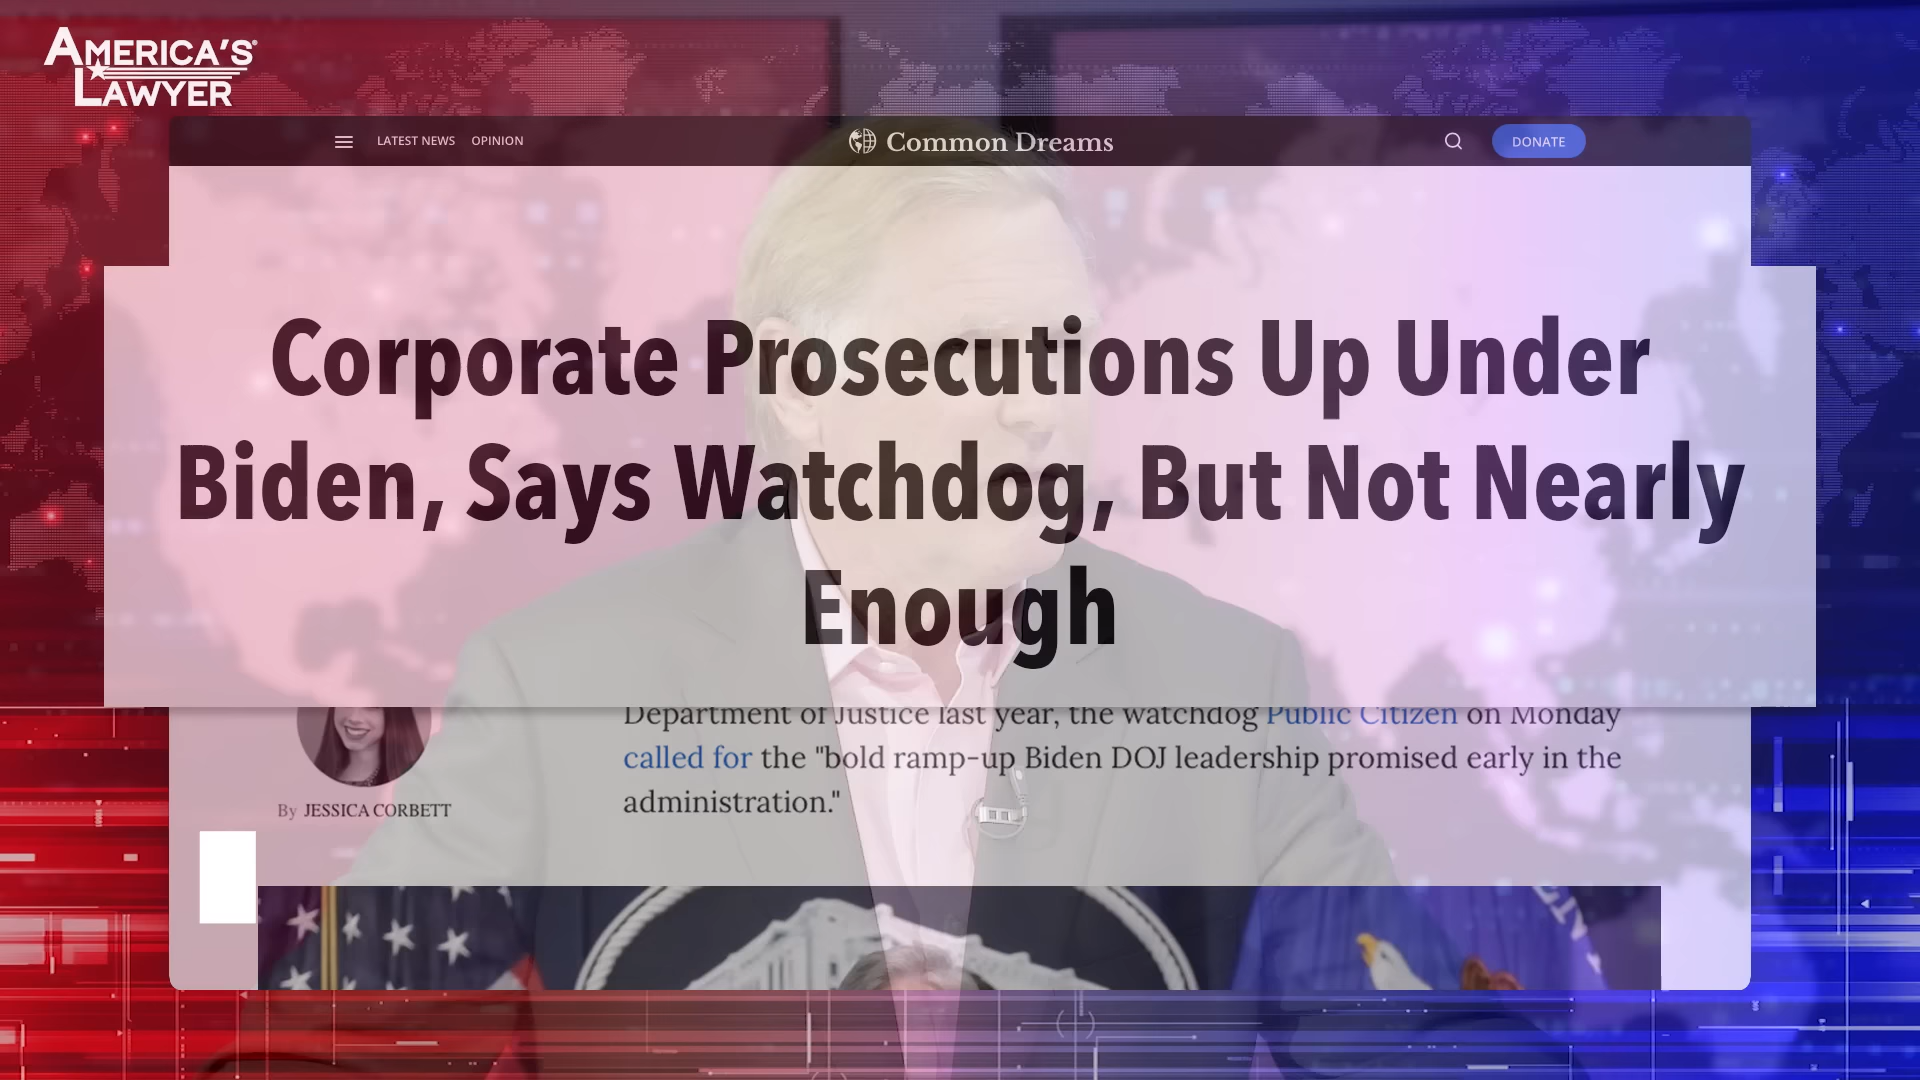 AMERICA'S
LAWYER
LATEST NEWS OPINION Common Dreams DONATE
Corporate Prosecutions Up Under
Biden, Says Watchdog, But Not Nearly
Enough
Department of Justice last year, the watchdog Public Citizen on Monday
called for the "bold ramp-up Biden DOJ leadership promised early in the
administration."
By JESSICA CORBETT